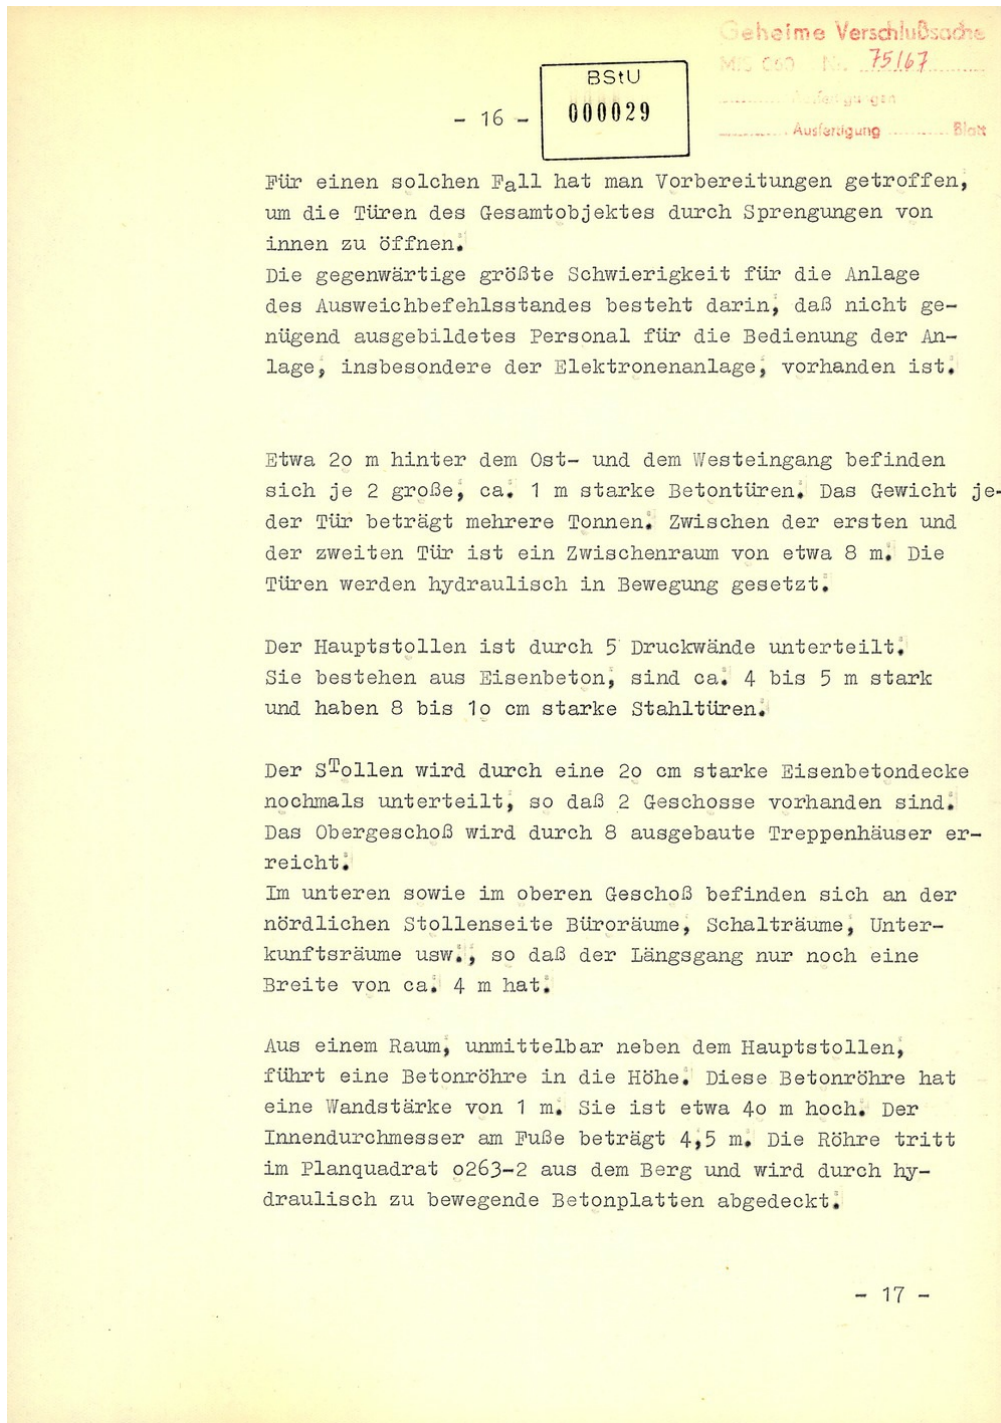 Geheime Verschlußsache
MfS 060 Nr. 75/67
Ausfertigungen
Ausfertigung Blatt
BStU
000029
- 16 -
Für einen solchen Fall hat man Vorbereitungen getroffen,
um die Türen des Gesamtobjektes durch Sprengungen von
innen zu öffnen.
Die gegenwärtige größte Schwierigkeit für die Anlage
des Ausweichbefehlsstandes besteht darin, daß nicht ge-
nügend ausgebildetes Personal für die Bedienung der An-
lage, insbesondere der Elektronenanlage, vorhanden ist.
Etwa 2o m hinter dem Ost- und dem Westeingang befinden
sich je 2 große, ca. 1 m starke Betontüren. Das Gewicht je-
der Tür beträgt mehrere Tonnen. Zwischen der ersten und
der zweiten Tür ist ein Zwischenraum von etwa 8 m. Die
Türen werden hydraulisch in Bewegung gesetzt.
Der Hauptstollen ist durch 5 Druckwände unterteilt.
Sie bestehen aus Eisenbeton, sind ca. 4 bis 5 m stark
und haben 8 bis 1o cm starke Stahltüren.
Der STollen wird durch eine 2o cm starke Eisenbetondecke
nochmals unterteilt, so daß 2 Geschosse vorhanden sind.
Das Obergeschoß wird durch 8 ausgebaute Treppenhäuser er-
reicht.
Im unteren sowie im oberen Geschoß befinden sich an der
nördlichen Stollenseite Büroräume, Schalträume, Unter-
kunftsräume usw., so daß der Längsgang nur noch eine
Breite von ca. 4 m hat.
Aus einem Raum, unmittelbar neben dem Hauptstollen,
führt eine Betonröhre in die Höhe. Diese Betonröhre hat
eine Wandstärke von 1 m. Sie ist etwa 4o m hoch. Der
Innendurchmesser am Fuße beträgt 4,5 m. Die Röhre tritt
im Planquadrat o263-2 aus dem Berg und wird durch hy-
draulisch zu bewegende Betonplatten abgedeckt.
- 17 -